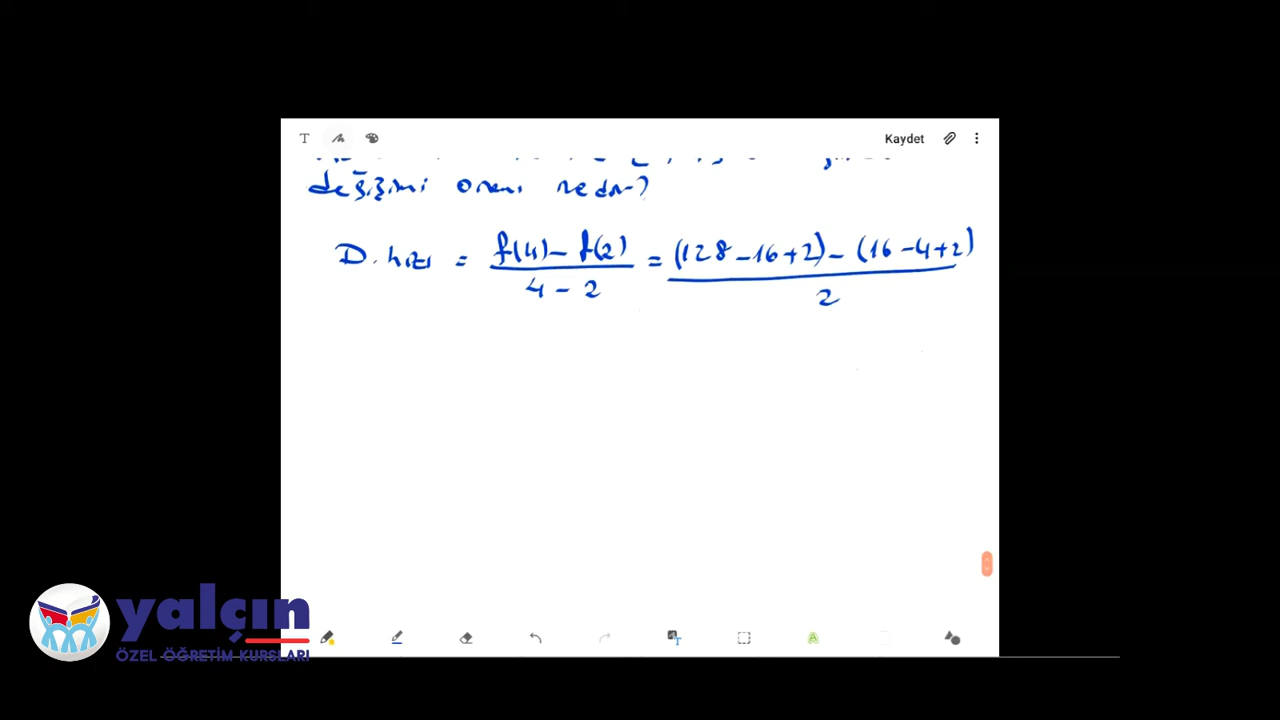 T Kaydet
değişimi oranı nedir?
D. hızı = f(4) - f(2) / 4 - 2 = (128 - 16 + 2) - (16 - 4 + 2) / 2
yalçın
ÖZEL ÖĞRETİM KURSLARI